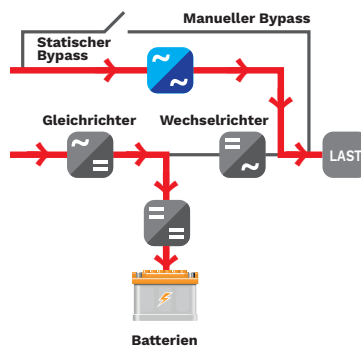 Manueller Bypass
Statischer
Bypass
Gleichrichter
Wechselrichter
LAST
Batterien